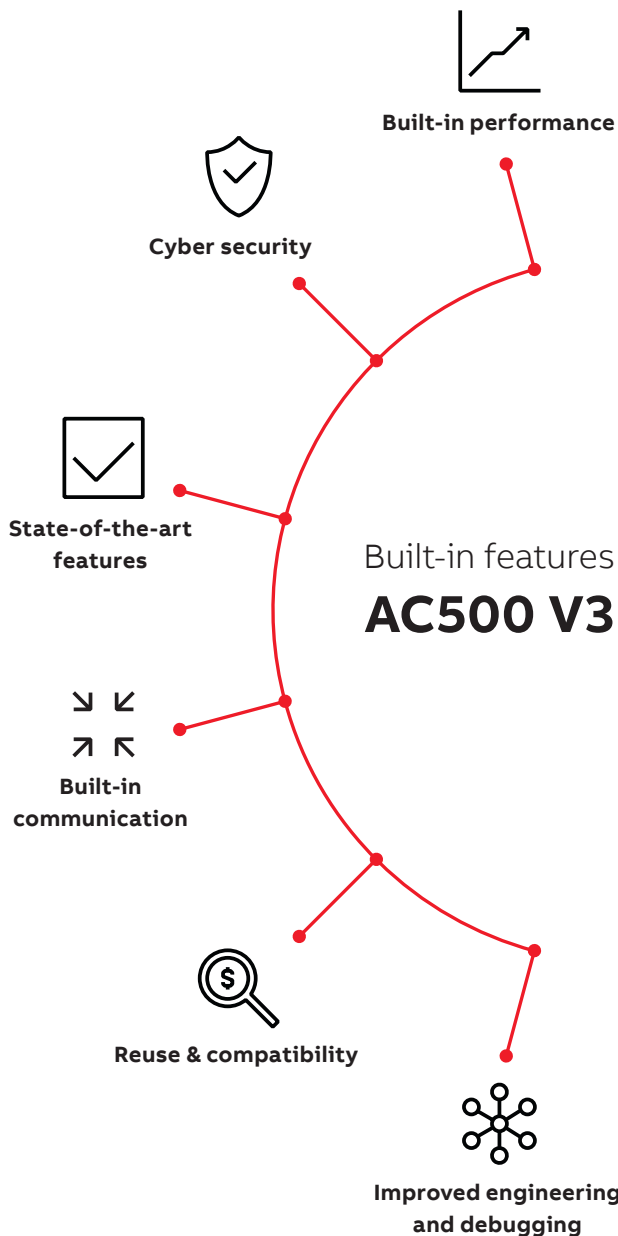 Built-in performance
Cyber security
State-of-the-art
features
Built-in features
AC500 V3
Built-in
communication
$
Reuse & compatibility
Improved engineering
and debugging